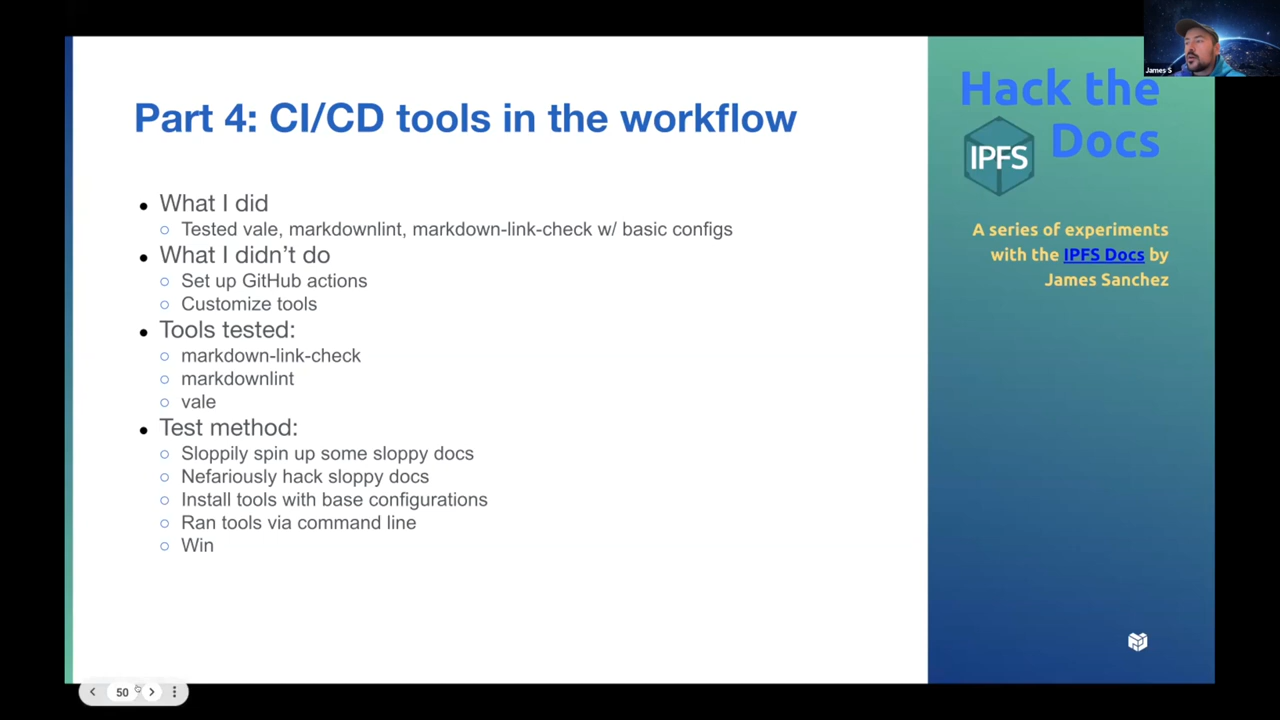 James S
Hack the
IPFS Docs
A series of experiments
with the IPFS Docs by
James Sanchez
Part 4: CI/CD tools in the workflow
● What I did
○ Tested vale, markdownlint, markdown-link-check w/ basic configs
● What I didn’t do
○ Set up GitHub actions
○ Customize tools
● Tools tested:
○ markdown-link-check
○ markdownlint
○ vale
● Test method:
○ Sloppily spin up some sloppy docs
○ Nefariously hack sloppy docs
○ Install tools with base configurations
○ Ran tools via command line
○ Win
50